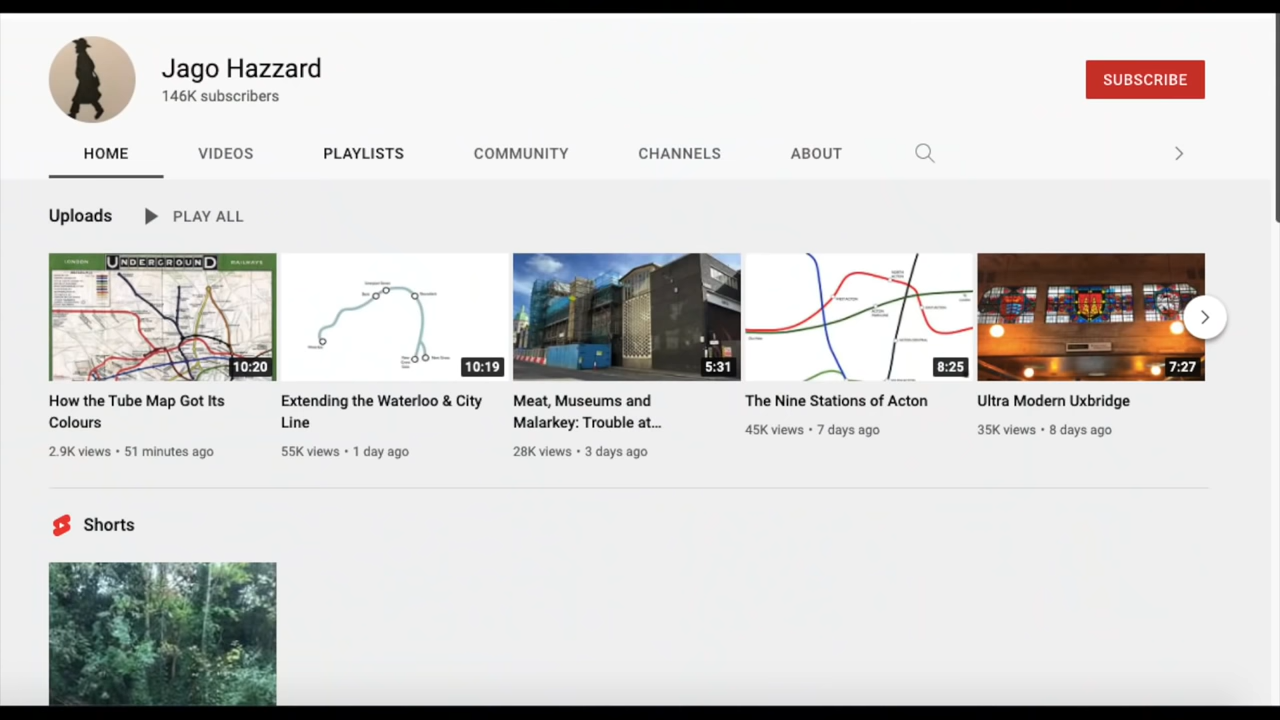 Jago Hazzard
146K subscribers
SUBSCRIBE
HOME VIDEOS PLAYLISTS COMMUNITY CHANNELS ABOUT
Uploads PLAY ALL
LONDON UNDERGROUND RAILWAYS
10:20 10:19 5:31 8:25 7:27
How the Tube Map Got Its Colours
2.9K views • 51 minutes ago
Extending the Waterloo & City Line
55K views • 1 day ago
Meat, Museums and Malarkey: Trouble at…
28K views • 3 days ago
The Nine Stations of Acton
45K views • 7 days ago
Ultra Modern Uxbridge
35K views • 8 days ago
Shorts